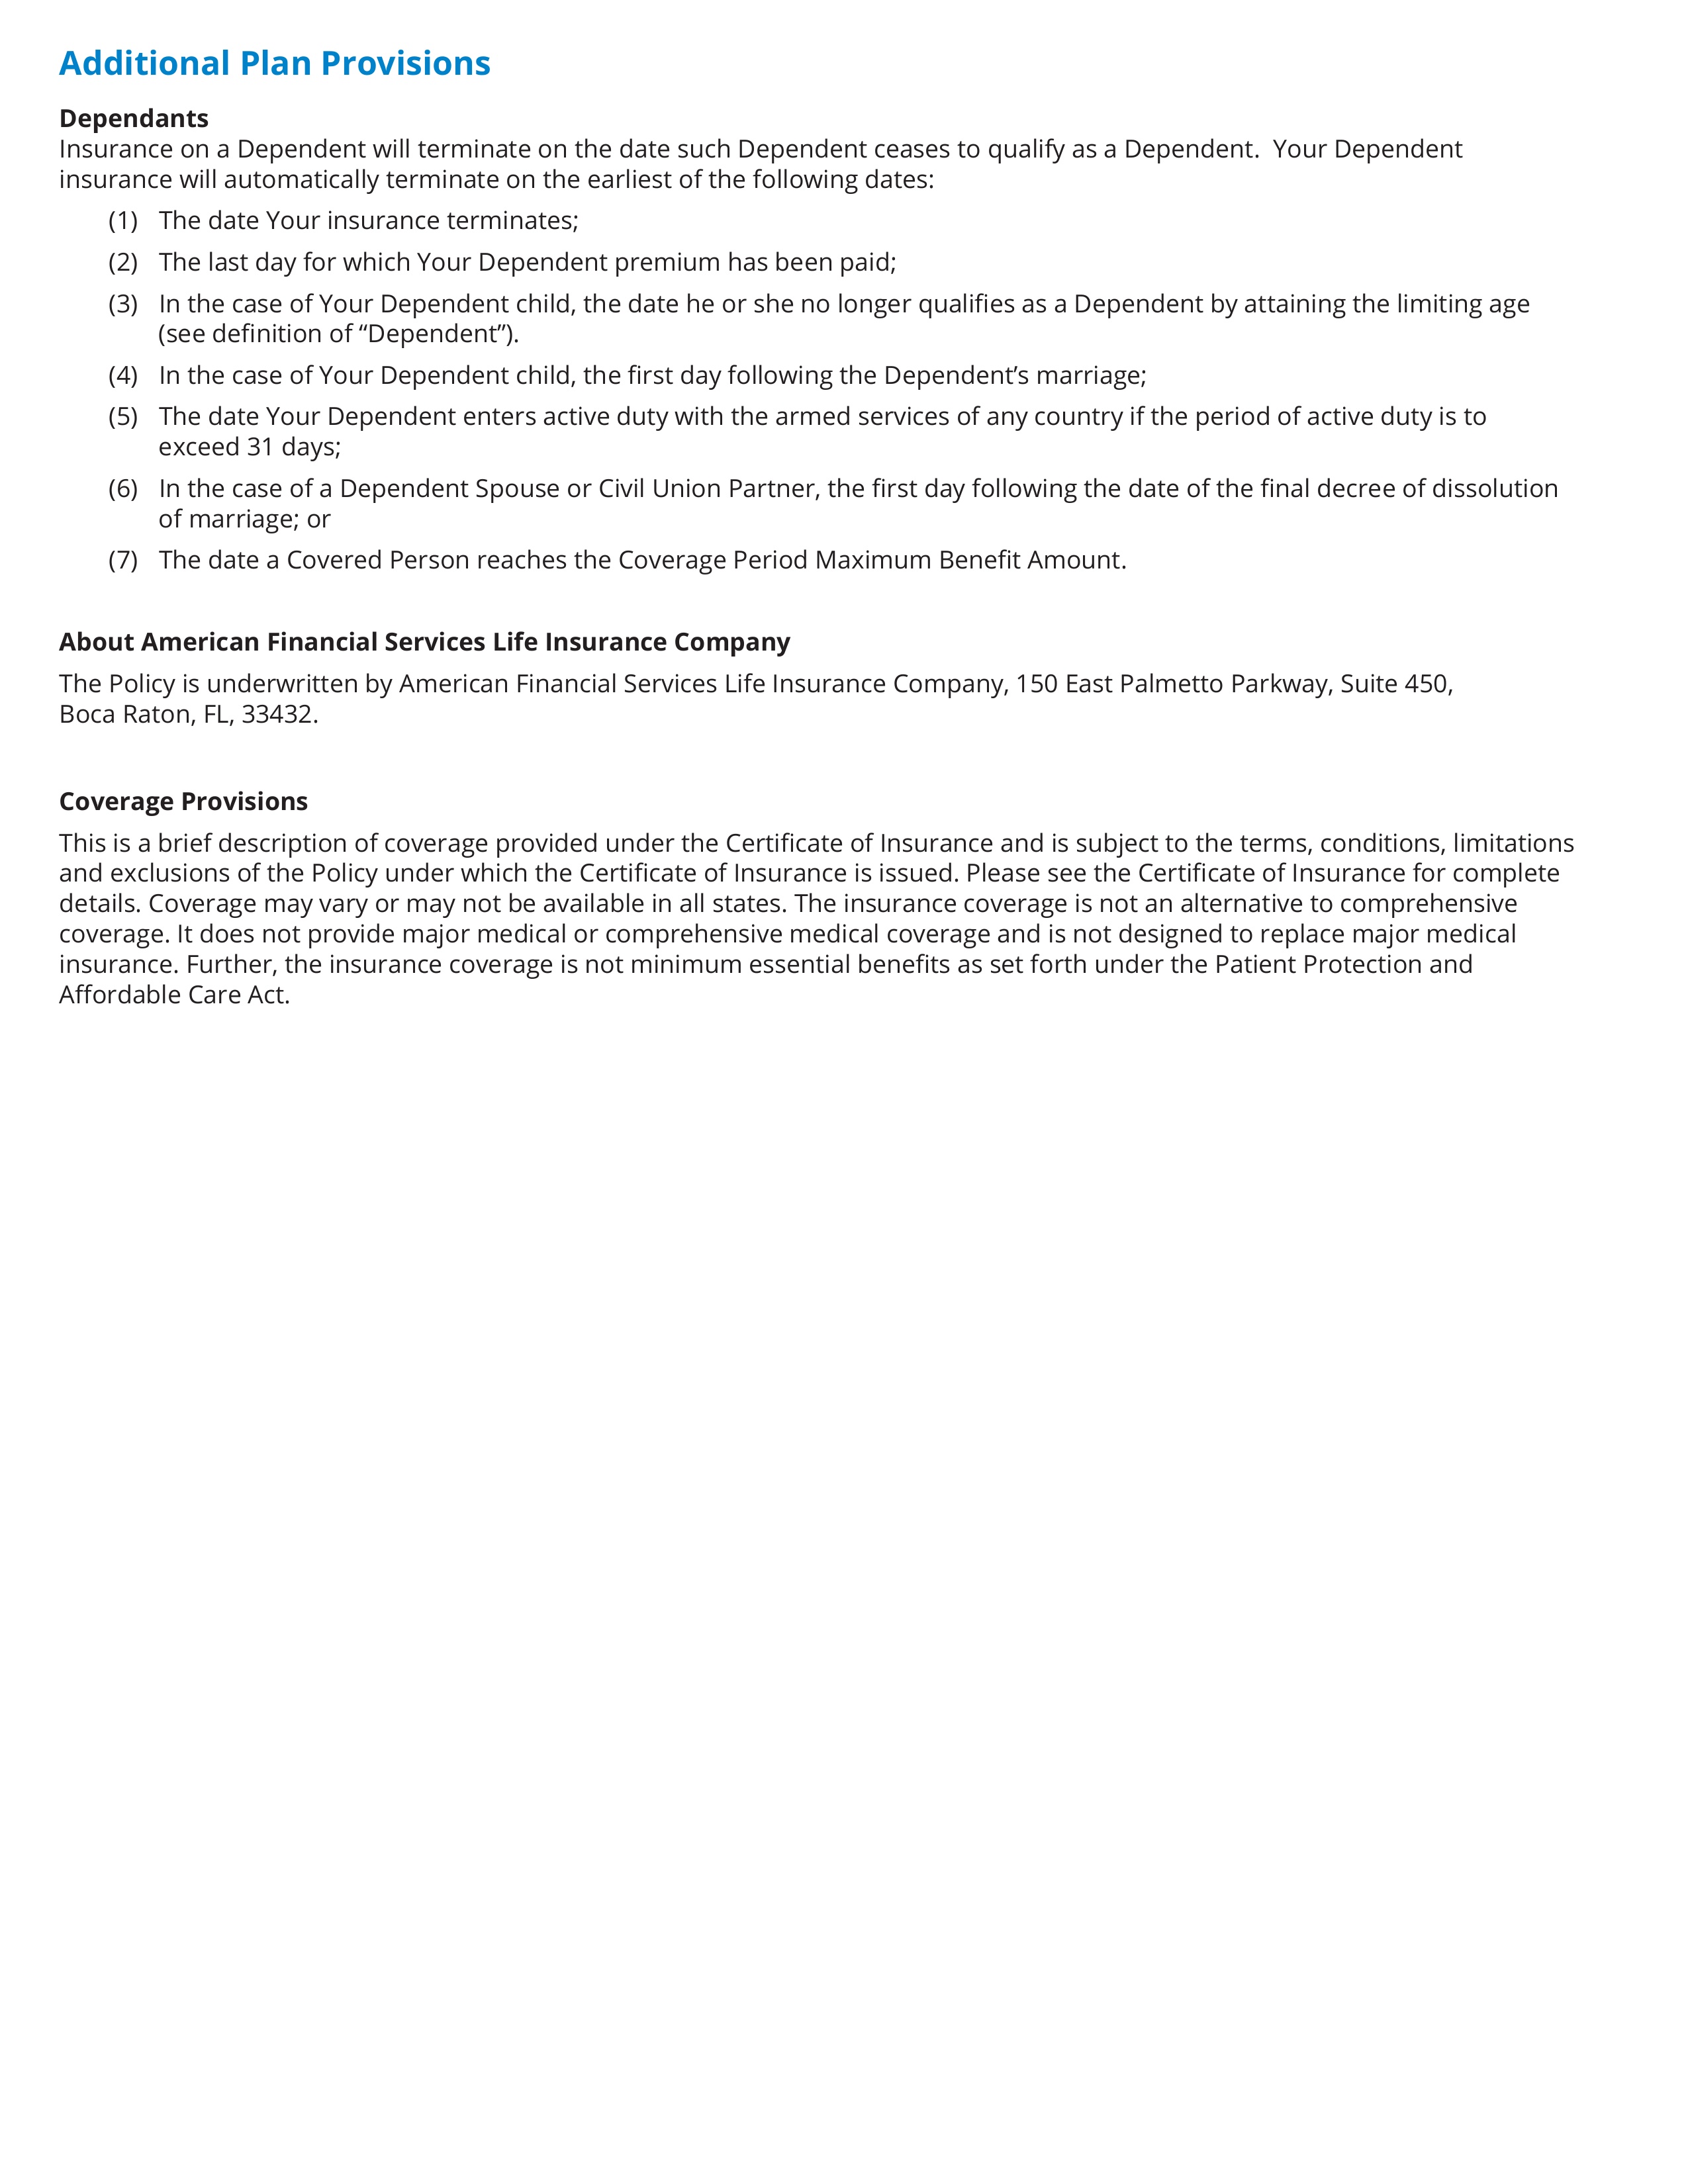 Additional Plan Provisions
Dependants
Insurance on a Dependent will terminate on the date such Dependent ceases to qualify as a Dependent.  Your Dependent
insurance will automatically terminate on the earliest of the following dates:
(1) The date Your insurance terminates;
(2) The last day for which Your Dependent premium has been paid;
(3) In the case of Your Dependent child, the date he or she no longer qualifies as a Dependent by attaining the limiting age
(see definition of “Dependent”).
(4) In the case of Your Dependent child, the first day following the Dependent’s marriage;
(5) The date Your Dependent enters active duty with the armed services of any country if the period of active duty is to
exceed 31 days;
(6) In the case of a Dependent Spouse or Civil Union Partner, the first day following the date of the final decree of dissolution
of marriage; or
(7) The date a Covered Person reaches the Coverage Period Maximum Benefit Amount.
About American Financial Services Life Insurance Company
The Policy is underwritten by American Financial Services Life Insurance Company, 150 East Palmetto Parkway, Suite 450,
Boca Raton, FL, 33432.
Coverage Provisions
This is a brief description of coverage provided under the Certificate of Insurance and is subject to the terms, conditions, limitations
and exclusions of the Policy under which the Certificate of Insurance is issued. Please see the Certificate of Insurance for complete
details. Coverage may vary or may not be available in all states. The insurance coverage is not an alternative to comprehensive
coverage. It does not provide major medical or comprehensive medical coverage and is not designed to replace major medical
insurance. Further, the insurance coverage is not minimum essential benefits as set forth under the Patient Protection and
Affordable Care Act.